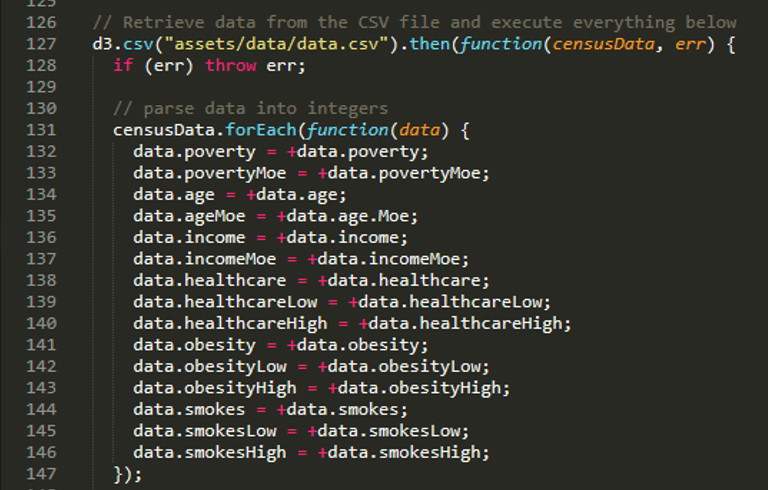 126 // Retrieve data from the CSV file and execute everything below
127 d3.csv("assets/data/data.csv").then(function(censusData, err) {
128   if (err) throw err;
129
130   // parse data into integers
131   censusData.forEach(function(data) {
132     data.poverty = +data.poverty;
133     data.povertyMoe = +data.povertyMoe;
134     data.age = +data.age;
135     data.ageMoe = +data.age.Moe;
136     data.income = +data.income;
137     data.incomeMoe = +data.incomeMoe;
138     data.healthcare = +data.healthcare;
139     data.healthcareLow = +data.healthcareLow;
140     data.healthcareHigh = +data.healthcareHigh;
141     data.obesity = +data.obesity;
142     data.obesityLow = +data.obesityLow;
143     data.obesityHigh = +data.obesityHigh;
144     data.smokes = +data.smokes;
145     data.smokesLow = +data.smokesLow;
146     data.smokesHigh = +data.smokesHigh;
147   });